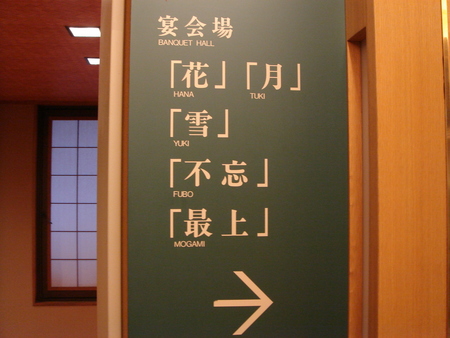 宴会場
BANQUET HALL
「花」「月」
HANA TUKI
「雪」
YUKI
「不忘」
FUBO
「最上」
MOGAMI
→